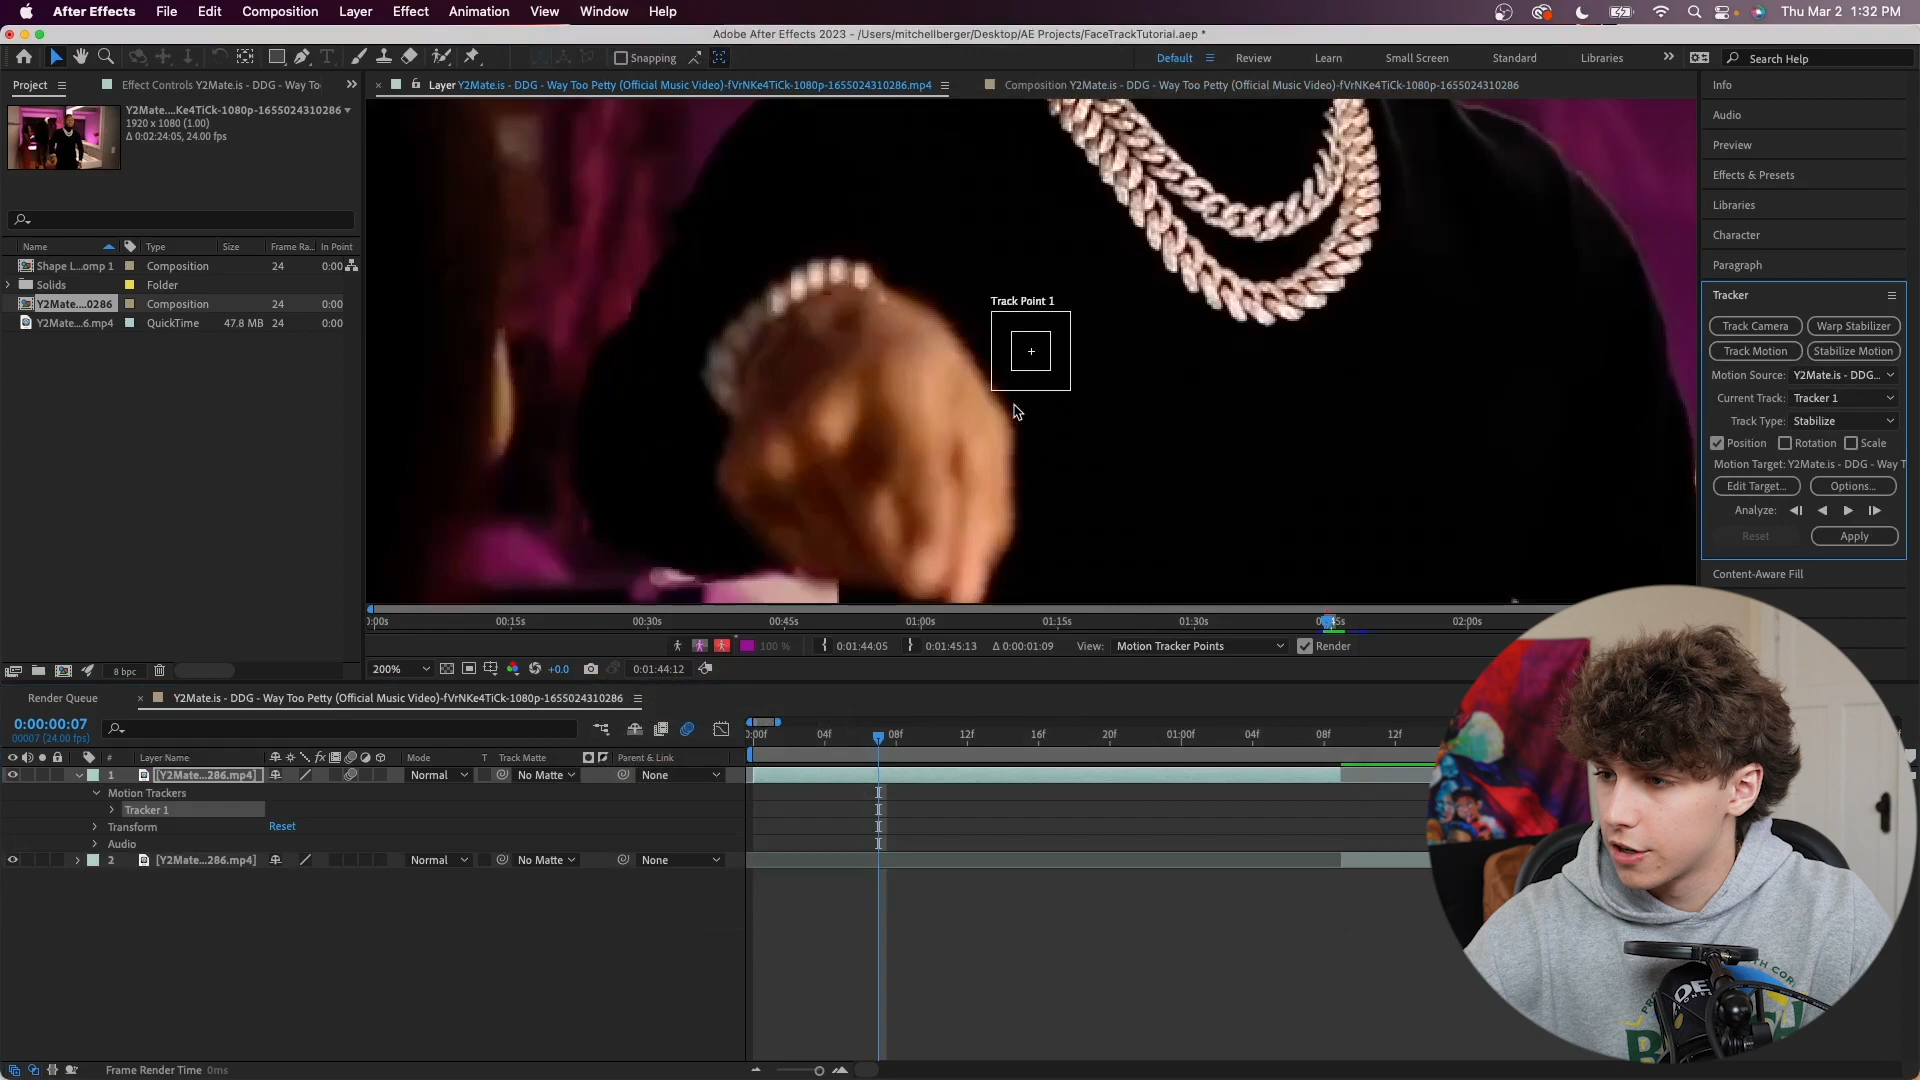 After Effects File Edit Composition Layer Effect Animation View Window Help Thu Mar 2 1:32 PM
Adobe After Effects 2023 - /Users/mitchellberger/Desktop/AE Projects/FaceTrackTutorial.aep *
Snapping Default Review Learn Small Screen Standard Libraries Search Help
Project Effect Controls Y2Mate.is - DDG - Way To
Layer Y2Mate.is - DDG - Way Too Petty (Official Music Video)-fVrNKe4TiCk-1080p-1655024310286.mp4
Composition Y2Mate.is - DDG - Way Too Petty (Official Music Video)-fVrNKe4TiCk-1080p-1655024310286
Y2Mate....Ke4TiCk-1080p-1655024310286
1920 x 1080 (1.00)
Δ 0:02:24:05, 24.00 fps
Name Type Size Frame Ra... In Point
Shape L...omp 1 Composition 24 0:00
Solids Folder
Y2Mate....0286 Composition 24 0:00
Y2Mate....6.mp4 QuickTime 47.8 MB 24 0:00
Track Point 1
Info
Audio
Preview
Effects & Presets
Libraries
Character
Paragraph
Tracker
Track Camera Warp Stabilizer
Track Motion Stabilize Motion
Motion Source: Y2Mate.is - DDG...
Current Track: Tracker 1
Track Type: Stabilize
Position Rotation Scale
Motion Target: Y2Mate.is - DDG - Way T
Edit Target... Options...
Analyze:
Reset Apply
Content-Aware Fill
):00s 00:15s 00:30s 00:45s 01:00s 01:15s 01:30s 02:00s
100 % 0:01:44:05 0:01:45:13 Δ 0:00:01:09 View: Motion Tracker Points Render
8 bpc 200% +0.0 0:01:44:12
Render Queue Y2Mate.is - DDG - Way Too Petty (Official Music Video)-fVrNKe4TiCk-1080p-1655024310286
0:00:00:07
00007 (24.00 fps)
):00f 04f 08f 12f 16f 20f 01:00f 04f 08f 12f
# Layer Name Mode T Track Matte Parent & Link
1 [Y2Mate...286.mp4] Normal No Matte None
Motion Trackers
Tracker 1
Transform Reset
Audio
2 [Y2Mate...286.mp4] Normal No Matte None
Frame Render Time 0ms